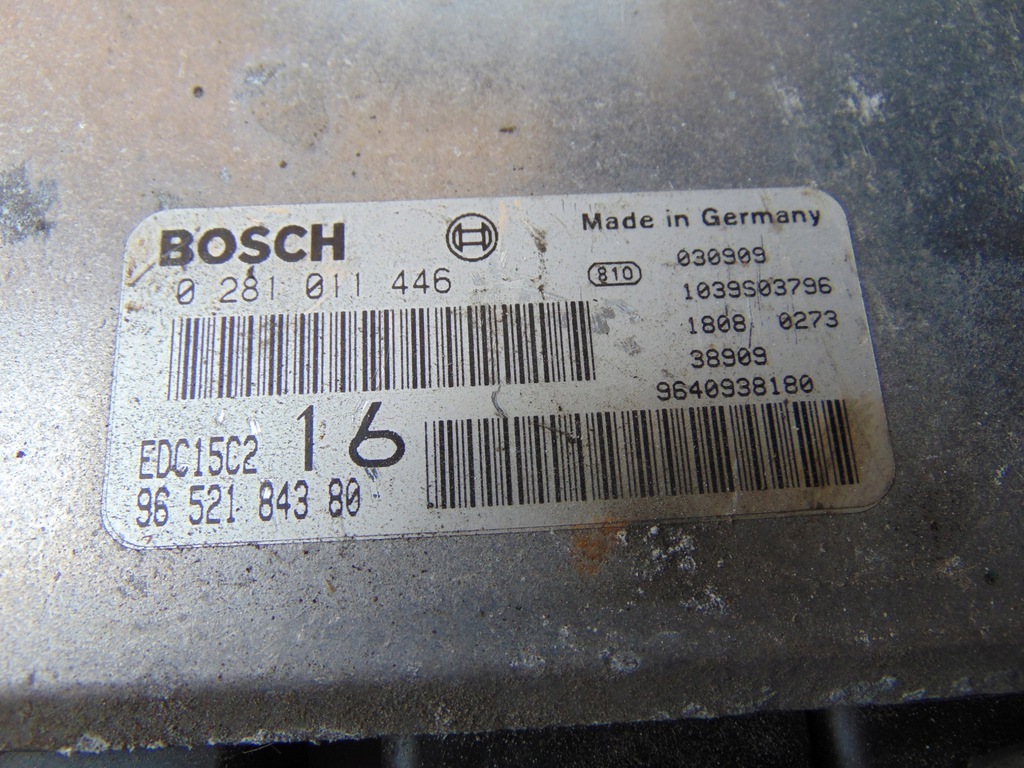 BOSCH
Made in Germany
0 281 011 446
810
030909
1039S03796
1808 0273
38909
9640938180
EDC15C2
16
96 521 843 80